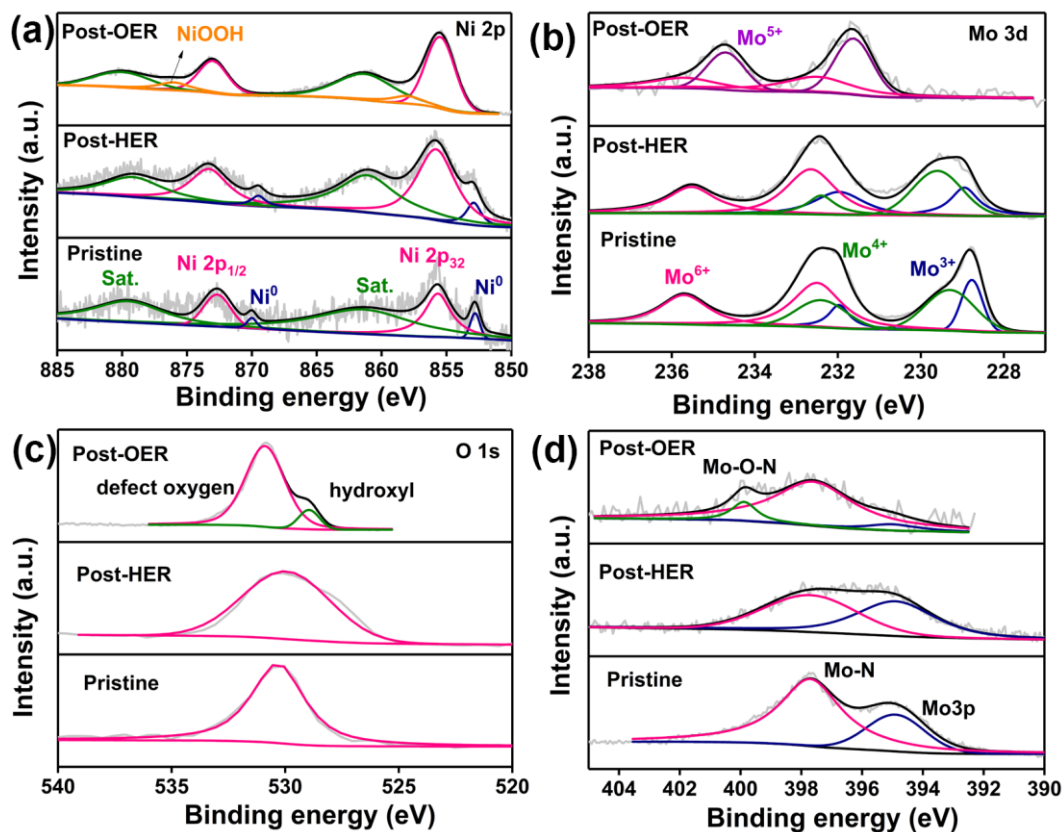 (a)
Post-OER
NiOOH
Ni 2p
Post-HER
Pristine
Sat.
Ni 2p1/2
Ni0
Sat.
Ni 2p32
Ni0
Intensity (a.u.)
885 880 875 870 865 860 855 850
Binding energy (eV)
(b)
Post-OER
Mo5+
Mo 3d
Post-HER
Pristine
Mo6+
Mo4+
Mo3+
Intensity (a.u.)
238 236 234 232 230 228
Binding energy (eV)
(c)
Post-OER
O 1s
defect oxygen
hydroxyl
Post-HER
Pristine
Intensity (a.u.)
540 535 530 525 520
Binding energy (eV)
(d)
Post-OER
Mo-O-N
Post-HER
Pristine
Mo-N
Mo3p
Intensity (a.u.)
404 402 400 398 396 394 392 390
Binding energy (eV)